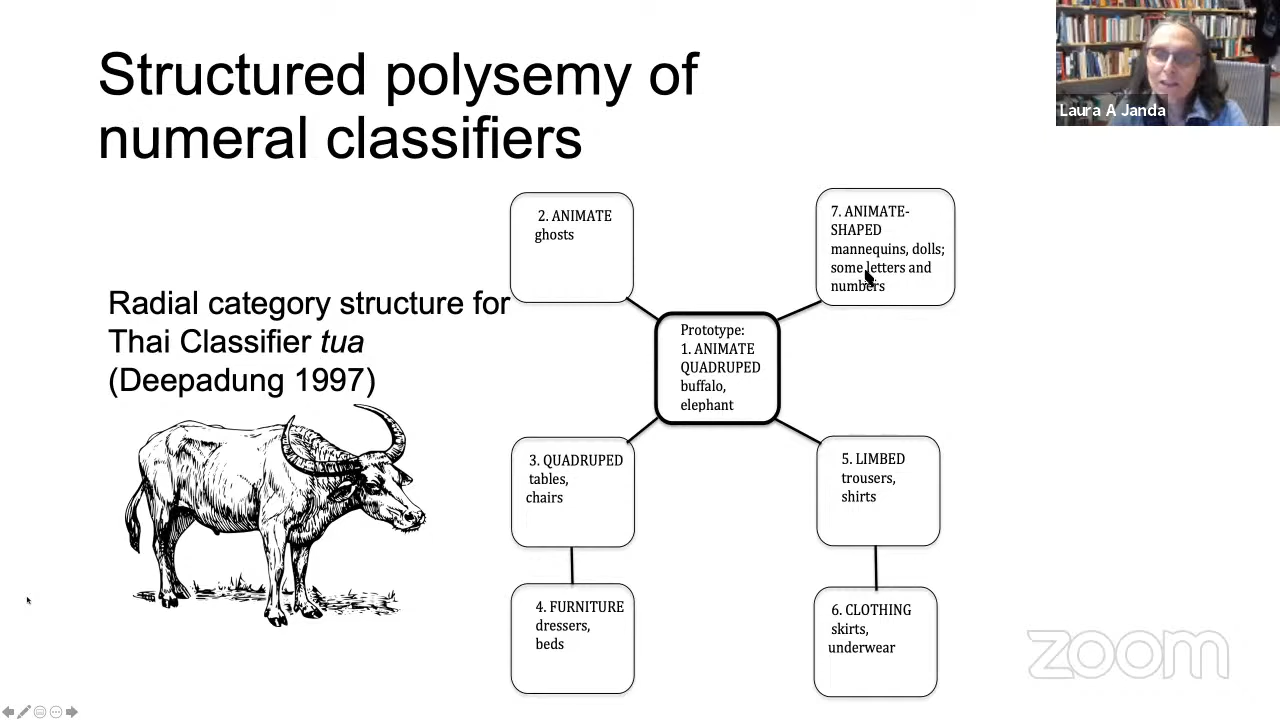 Structured polysemy of
numeral classifiers
Laura A Janda
Radial category structure for
Thai Classifier tua
(Deepadung 1997)
2. ANIMATE
ghosts
7. ANIMATE-
SHAPED
mannequins, dolls;
some letters and
numbers
Prototype:
1. ANIMATE
QUADRUPED
buffalo,
elephant
3. QUADRUPED
tables,
chairs
5. LIMBED
trousers,
shirts
4. FURNITURE
dressers,
beds
6. CLOTHING
skirts,
underwear
zoom